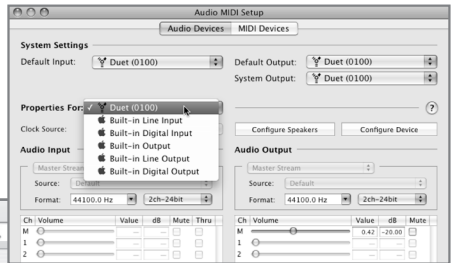 Audio MIDI Setup
Audio Devices MIDI Devices
System Settings
Default Input: Duet (0100) Default Output: Duet (0100)
System Output: Duet (0100)
Properties For: ✓ Duet (0100) ?
Built-in Line Input
Clock Source: Configure Speakers Configure Device
Built-in Digital Input
Built-in Output
Audio Input Audio Output
Built-in Line Output
Master Stream Master Stream
Built-in Digital Output
Source: Default Source: Default
Format: 44100.0 Hz 2ch-24bit Format: 44100.0 Hz 2ch-24bit
Ch Volume Value dB Mute Thru Ch Volume Value dB Mute
M M 0.42 -20.00
1 1
2 2